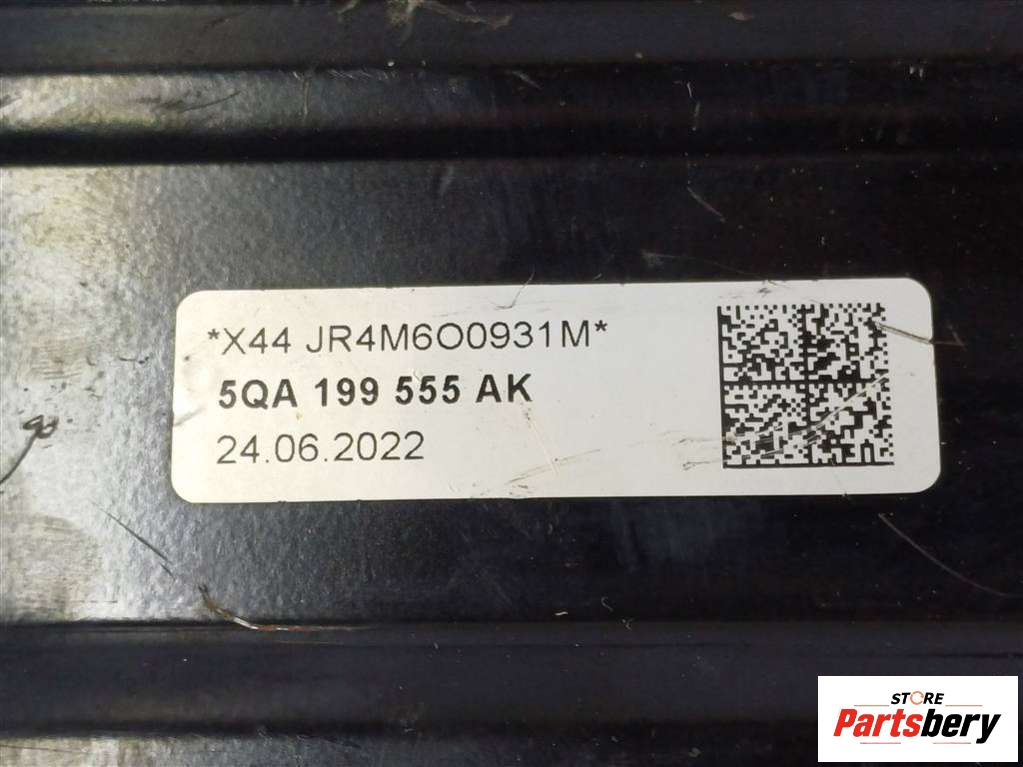 *X44 JR4M6O0931M*
5QA 199 555 AK
24.06.2022
STORE
Partsbery